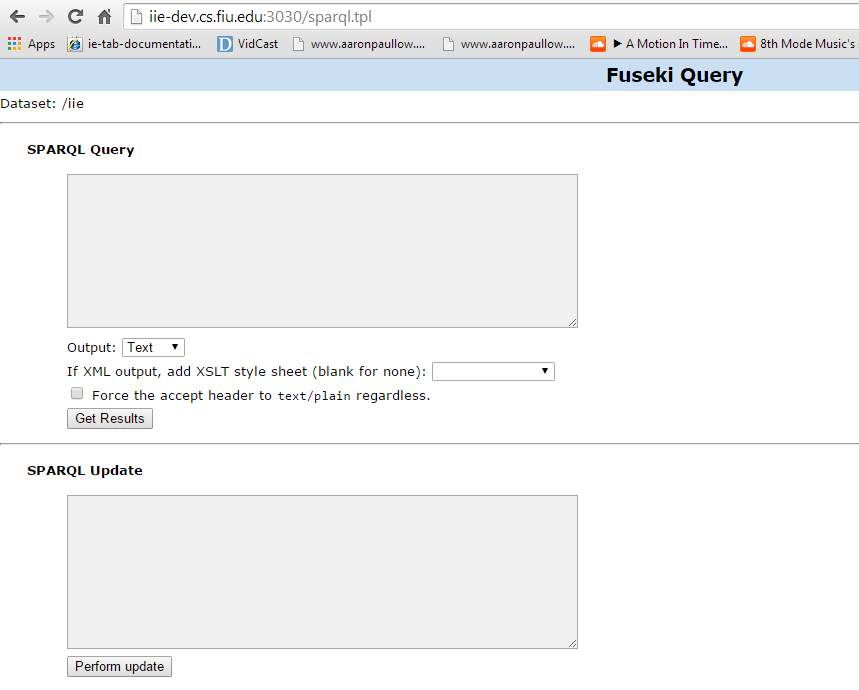 iie-dev.cs.fiu.edu:3030/sparql.tpl
Apps ie-tab-documentati... D VidCast www.aaronpaullow.... www.aaronpaullow.... ▶ A Motion In Time... 8th Mode Music's
Fuseki Query
Dataset: /iie
SPARQL Query
Output: Text
If XML output, add XSLT style sheet (blank for none):
Force the accept header to text/plain regardless.
Get Results
SPARQL Update
Perform update